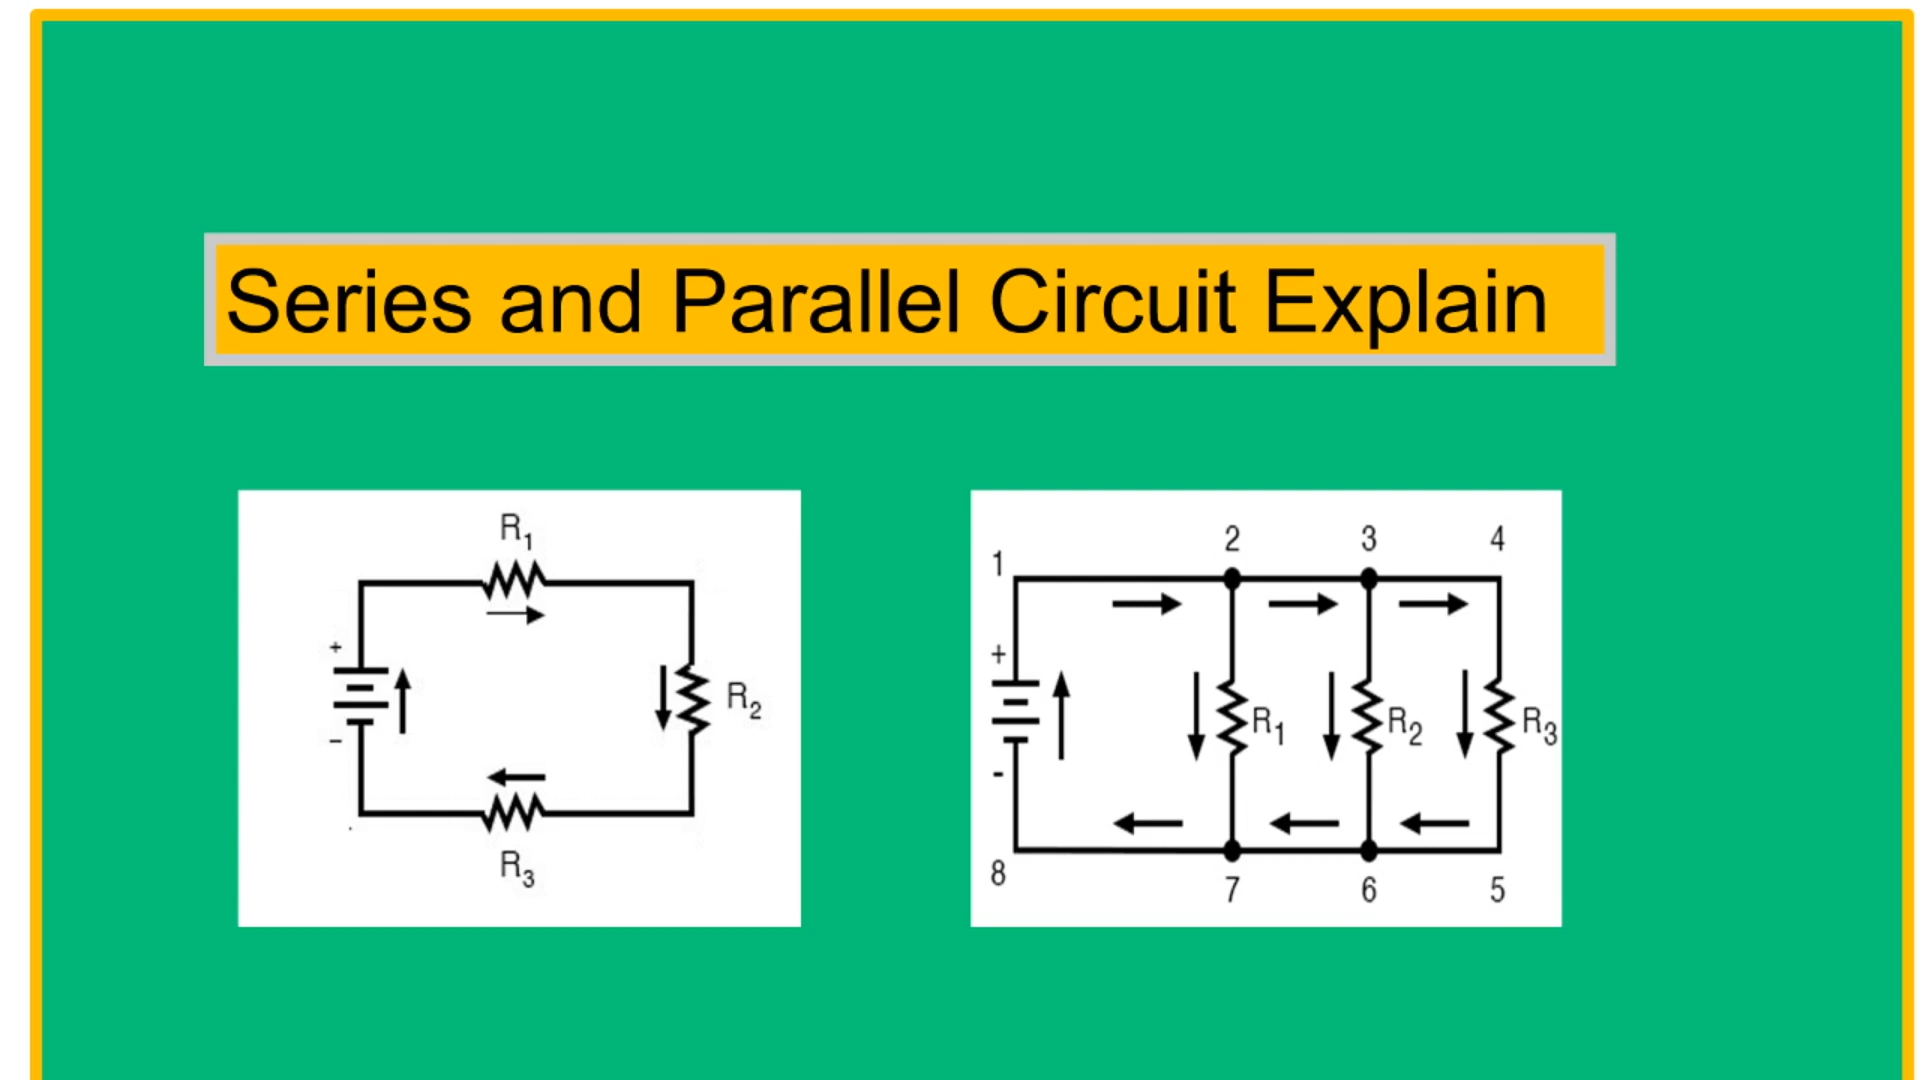 Series and Parallel Circuit Explain
R1
+
R2
−
R3
2 3 4
1
+
R1 R2 R3
-
8
7 6 5